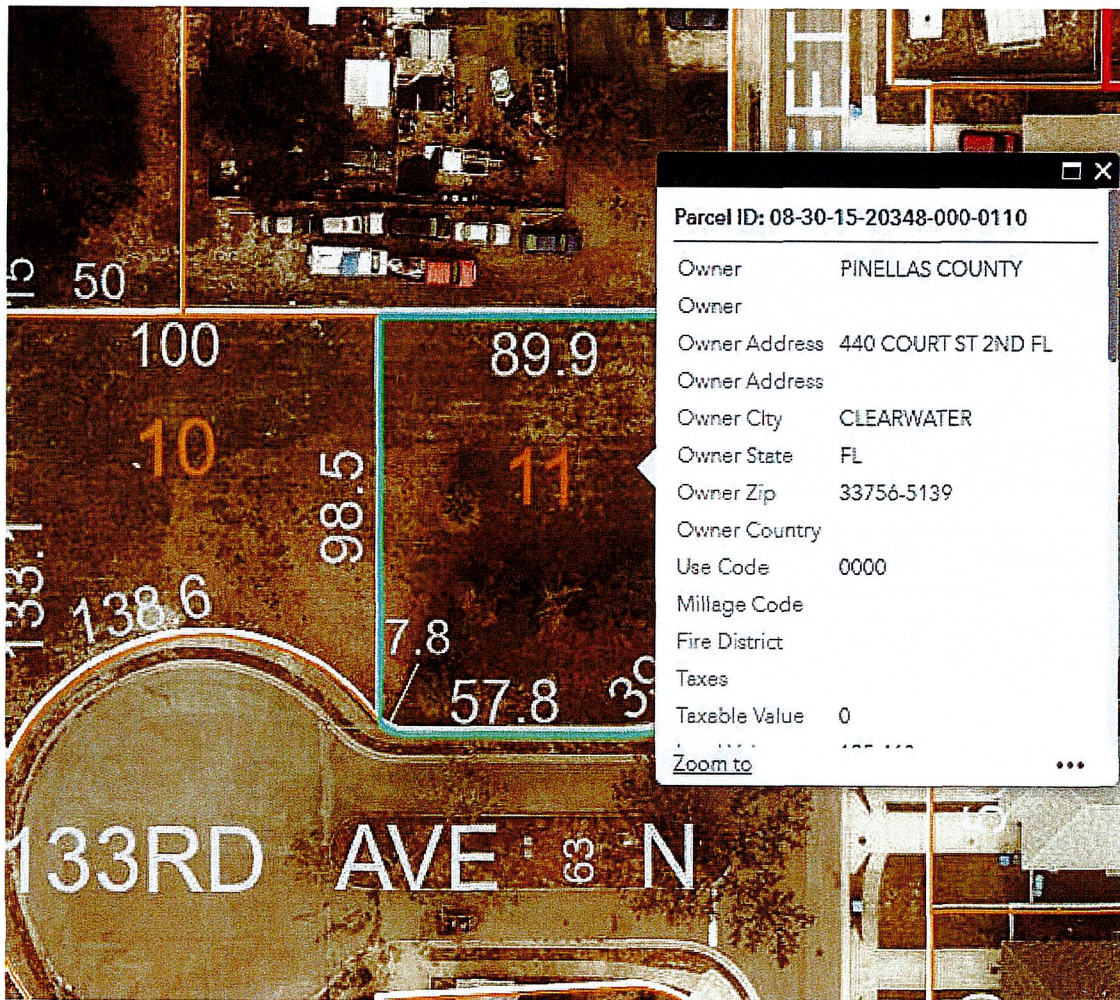 50
100
89.9
10
11
98.5
133.1
138.6
7.8
57.8
133RD AVE N
63
Parcel ID: 08-30-15-20348-000-0110
Owner PINELLAS COUNTY
Owner
Owner Address 440 COURT ST 2ND FL
Owner Address
Owner City CLEARWATER
Owner State FL
Owner Zip 33756-5139
Owner Country
Use Code 0000
Millage Code
Fire District
Taxes
Taxable Value 0
Zoom to